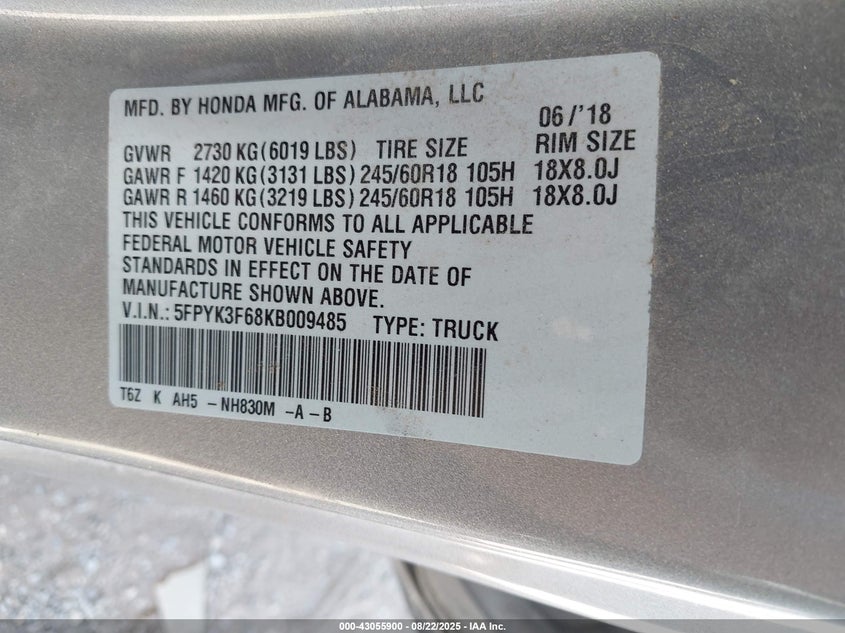 MFD. BY HONDA MFG. OF ALABAMA, LLC
06/'18
GVWR 2730 KG(6019 LBS) TIRE SIZE RIM SIZE
GAWR F 1420 KG(3131 LBS) 245/60R18 105H 18X8.0J
GAWR R 1460 KG(3219 LBS) 245/60R18 105H 18X8.0J
THIS VEHICLE CONFORMS TO ALL APPLICABLE
FEDERAL MOTOR VEHICLE SAFETY
STANDARDS IN EFFECT ON THE DATE OF
MANUFACTURE SHOWN ABOVE.
V.I.N.: 5FPYK3F68KB009485 TYPE: TRUCK
T6Z K AH5 -NH830M -A-B
000-43055900 - 08/22/2025 - IAA Inc.